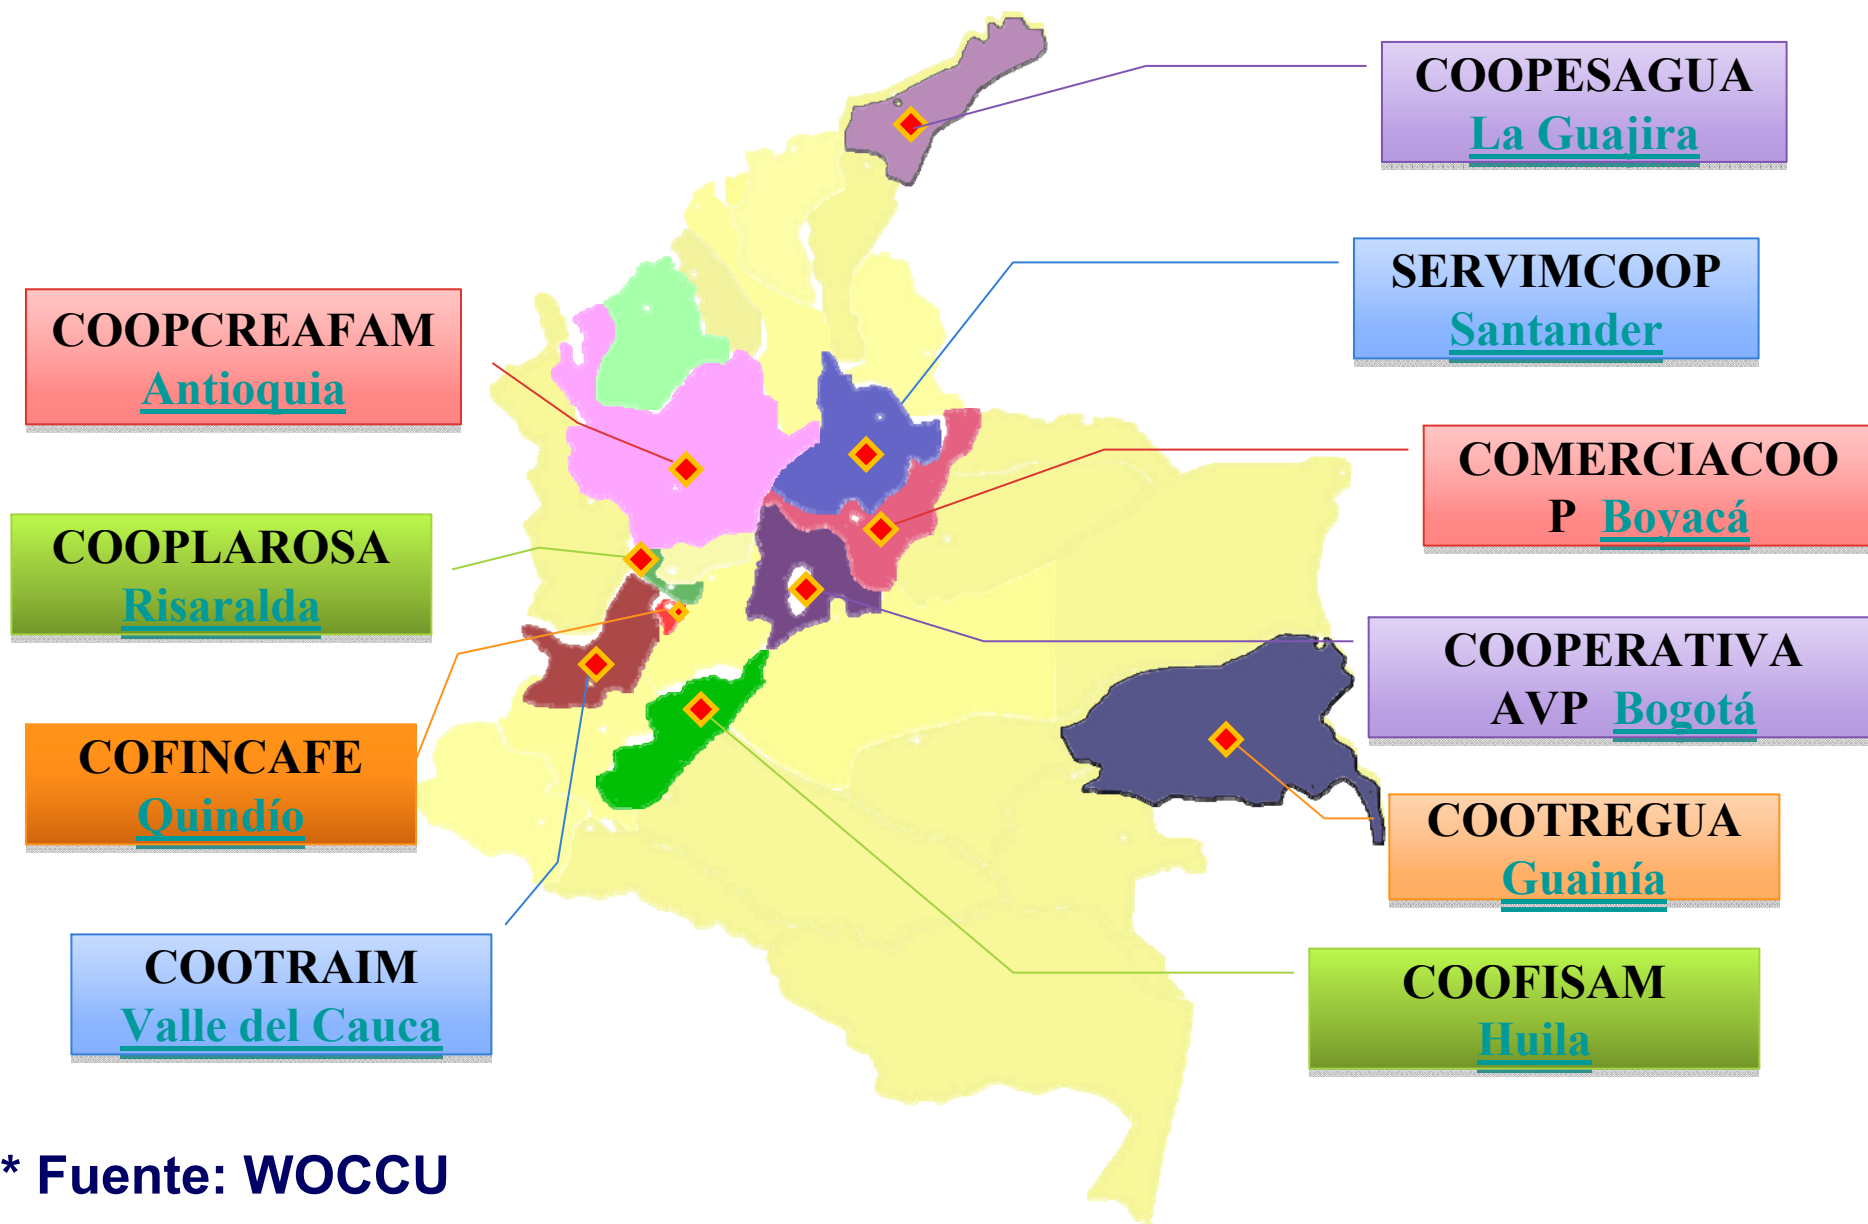 COOPESAGUA
La Guajira
SERVIMCOOP
Santander
COOPCREAFAM
Antioquia
COMERCIACOO
P Boyacá
COOPLAROSA
Risaralda
COOPERATIVA
AVP Bogotá
COFINCAFE
Quindío
COOTREGUA
Guainía
COOTRAIM
Valle del Cauca
COOFISAM
Huila
* Fuente: WOCCU